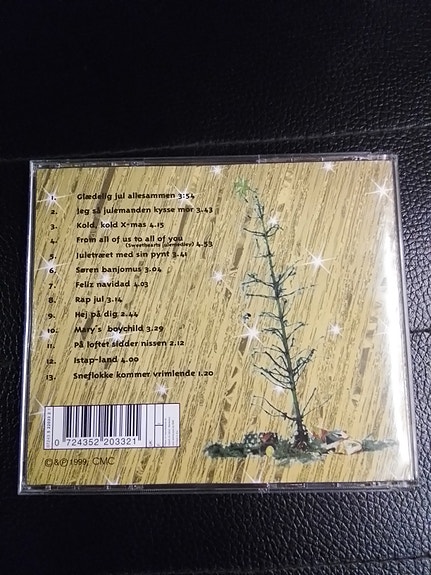 1. Glædelig jul allesammen 3:54
2. Jeg så julemanden kysse mor 3.43
3. Kold, kold X-mas 4.15
4. From all of us to all of you
(Sweethearts julemedley) 4.53
5. Juletræet med sin pynt 3.41
6. Søren banjomus 3.04
7. Feliz navidad 4.03
8. Rap jul 3.14
9. Hej på dig 2.44
10. Mary's boychild 3.29
11. På loftet sidder nissen 2.12
12. Istap-land 4.00
13. Sneflokke kommer vrimlende 1.20
0 724352 203321
©&℗ 1999, CMC